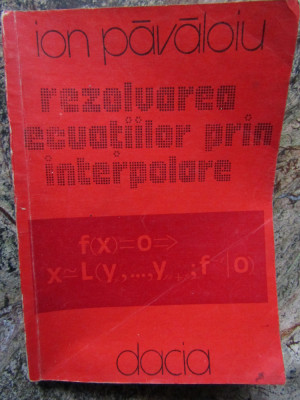 ion păvăloiu
rezolvarea
ecuațiilor prin
interpolare
f(x)=0⇒
x≈L(y,...,y;f|0)
dacia